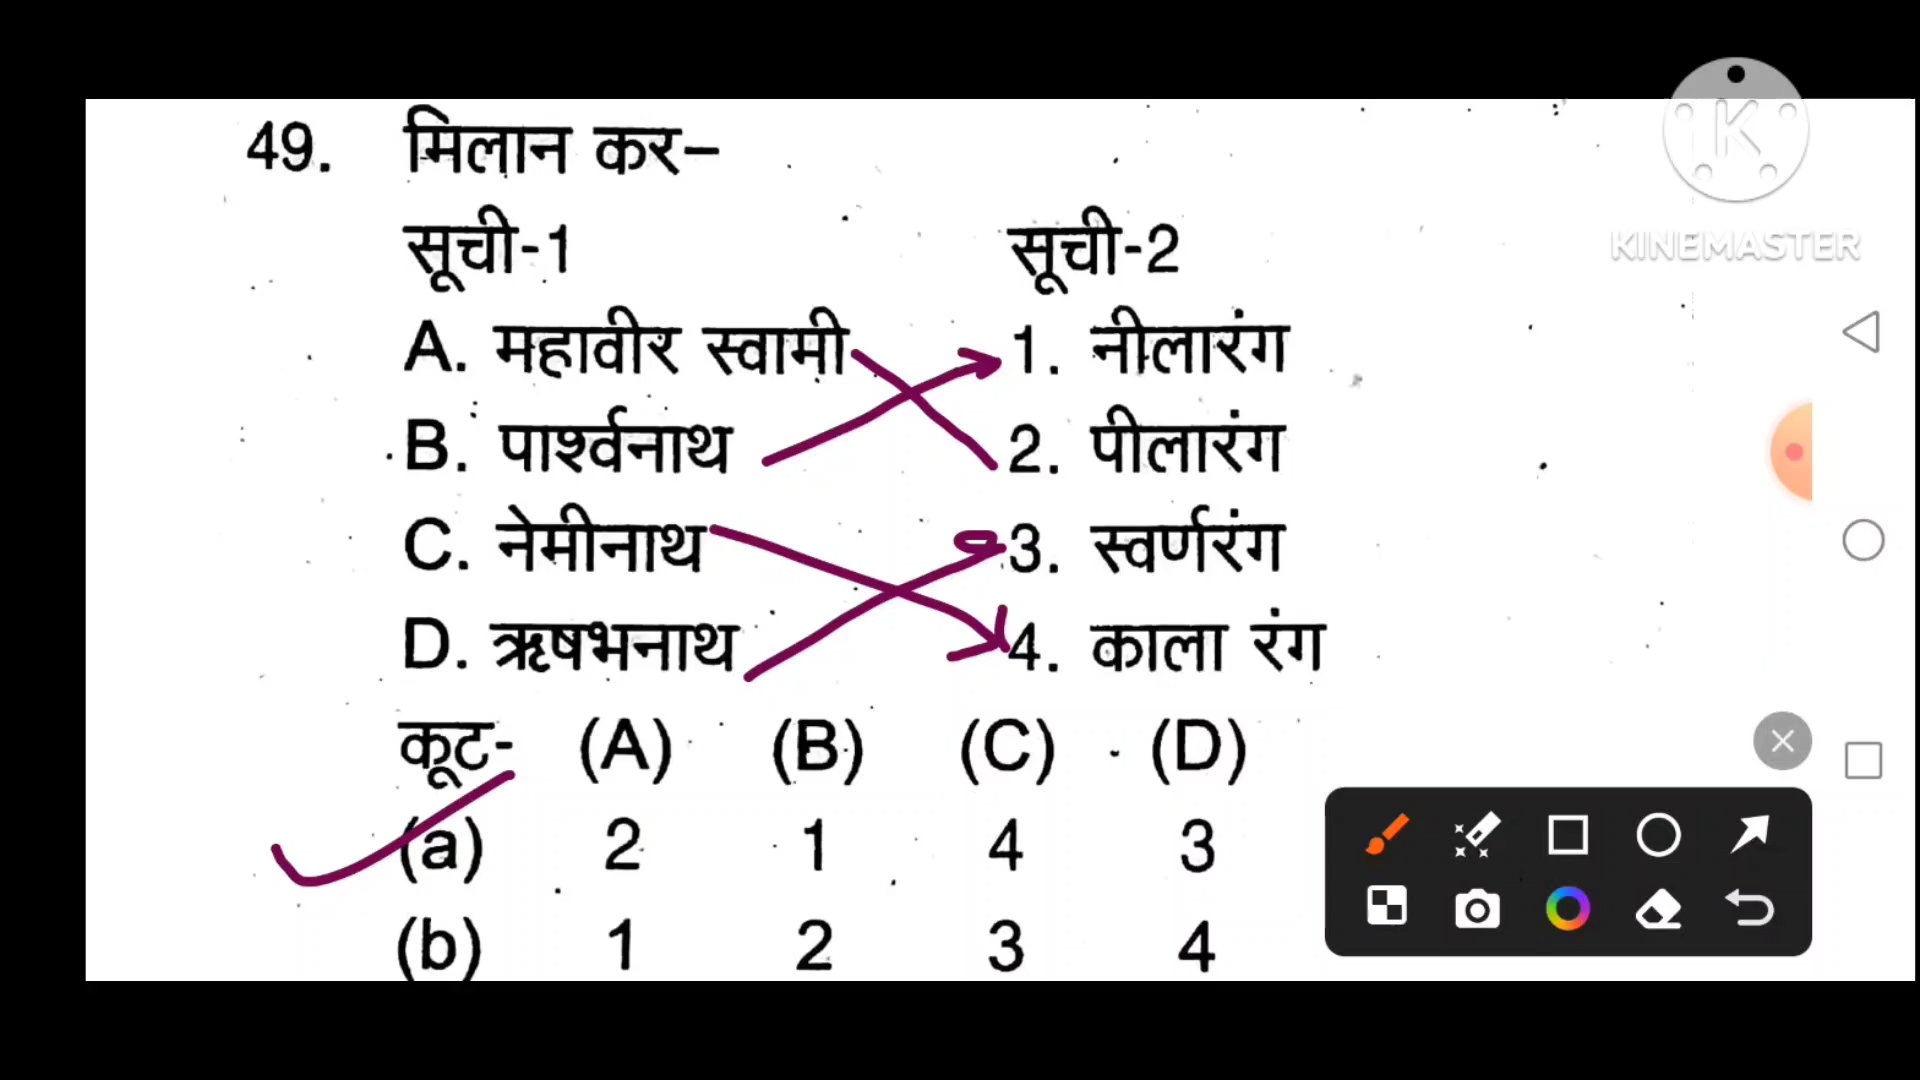 49. मिलान कर–
सूची-1 सूची-2
A. महावीर स्वामी 1. नीलारंग
B. पार्श्वनाथ 2. पीलारंग
C. नेमीनाथ 3. स्वर्णरंग
D. ऋषभनाथ 4. काला रंग
कूट- (A) (B) (C) (D)
(a) 2 1 4 3
(b) 1 2 3 4
K
KINEMASTER